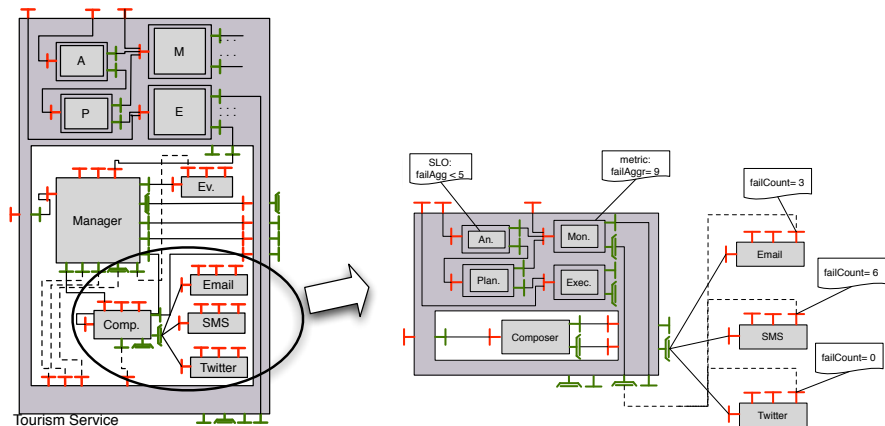 A
M
P
E
Manager
Ev.
Email
Comp.
SMS
Twitter
Tourism Service
SLO:
failAgg < 5
metric:
failAggr= 9
failCount= 3
An.
Mon.
Plan.
Exec.
Composer
Email
failCount= 6
SMS
failCount= 0
Twitter